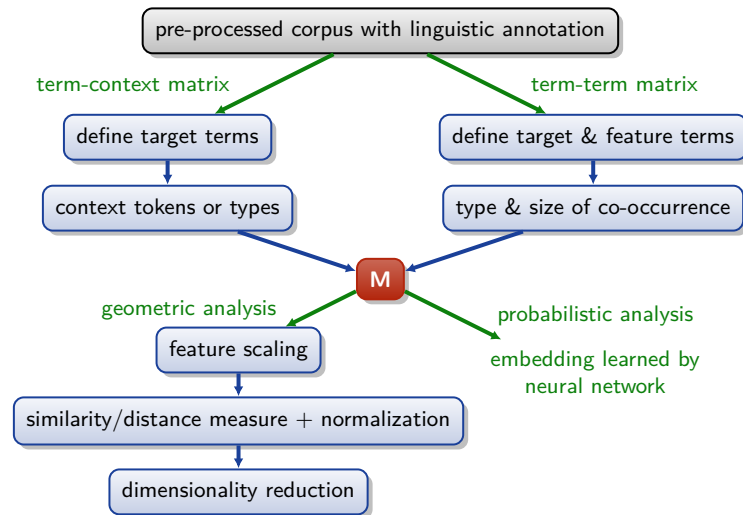 pre-processed corpus with linguistic annotation
term-context matrix
term-term matrix
define target terms
define target & feature terms
context tokens or types
type & size of co-occurrence
M
geometric analysis
probabilistic analysis
feature scaling
embedding learned by
neural network
similarity/distance measure + normalization
dimensionality reduction